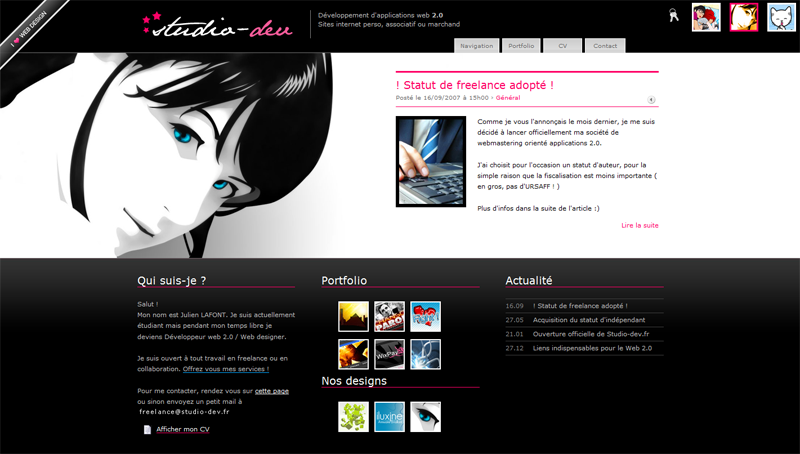 I ❤ WEB DESIGN
studio-dev
Développement d'applications web 2.0
Sites internet perso, associatif ou marchand
Navigation
Portfolio
CV
Contact
! Statut de freelance adopté !
Posté le 16/09/2007 à 15h00 - Général
Comme je vous l'annonçais le mois dernier, je me suis
décidé à lancer officiellement ma société de
webmastering orienté applications 2.0.
J'ai choisit pour l'occasion un statut d'auteur, pour la
simple raison que la fiscalisation est moins importante (
en gros, pas d'URSAFF ! )
Plus d'infos dans la suite de l'article :)
Lire la suite
Qui suis-je ?
Salut !
Mon nom est Julien LAFONT. Je suis actuellement
étudiant mais pendant mon temps libre je
deviens Développeur web 2.0 / Web designer.
Je suis ouvert à tout travail en freelance ou en
collaboration. Offrez vous mes services !
Pour me contacter, rendez vous sur cette page
ou sinon envoyez un petit mail à
freelance@studio-dev.fr
Afficher mon CV
Portfolio
Nos designs
iluxine
Actualité
16.09 ! Statut de freelance adopté !
27.05 Acquisition du statut d'indépendant
21.01 Ouverture officielle de Studio-dev.fr
27.12 Liens indispensables pour le Web 2.0